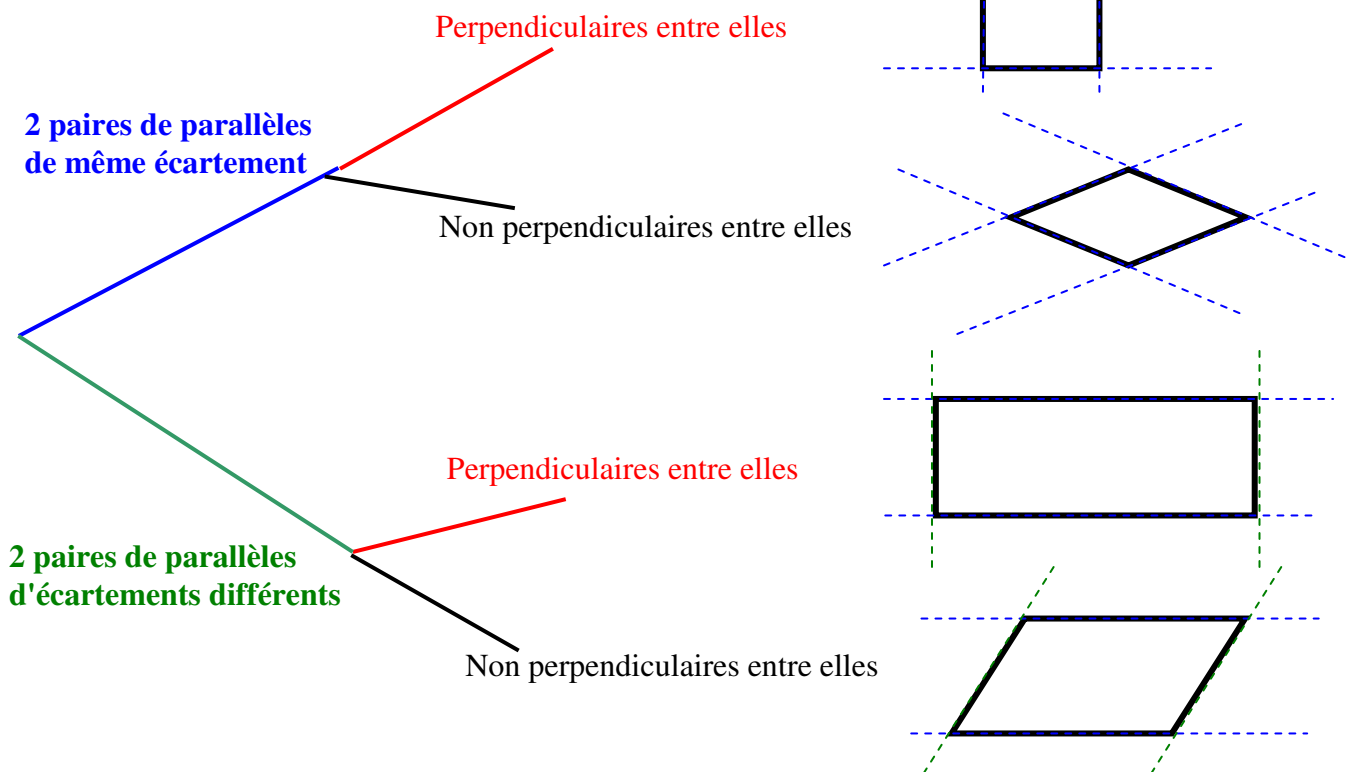 Perpendiculaires entre elles
2 paires de parallèles
de même écartement
Non perpendiculaires entre elles
Perpendiculaires entre elles
2 paires de parallèles
d'écartements différents
Non perpendiculaires entre elles